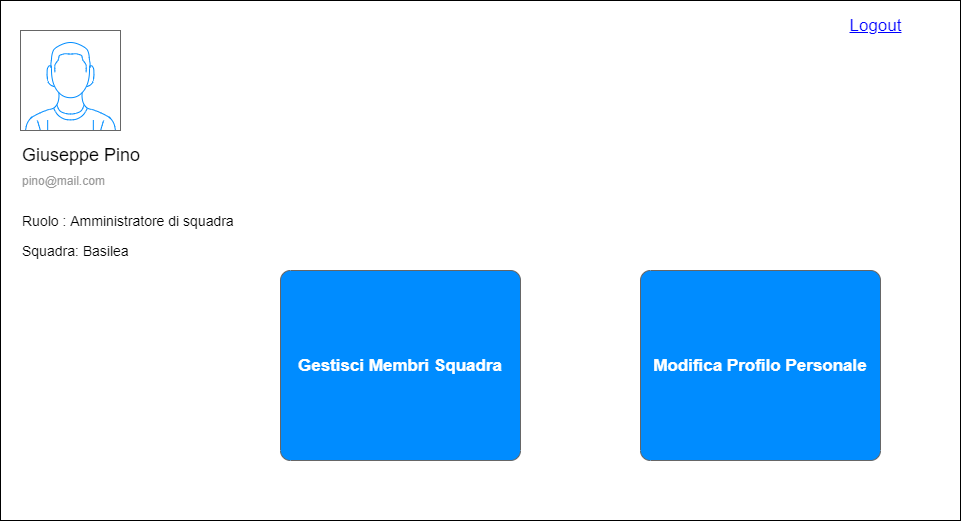 Logout
Giuseppe Pino
pino@mail.com
Ruolo : Amministratore di squadra
Squadra: Basilea
Gestisci Membri Squadra
Modifica Profilo Personale